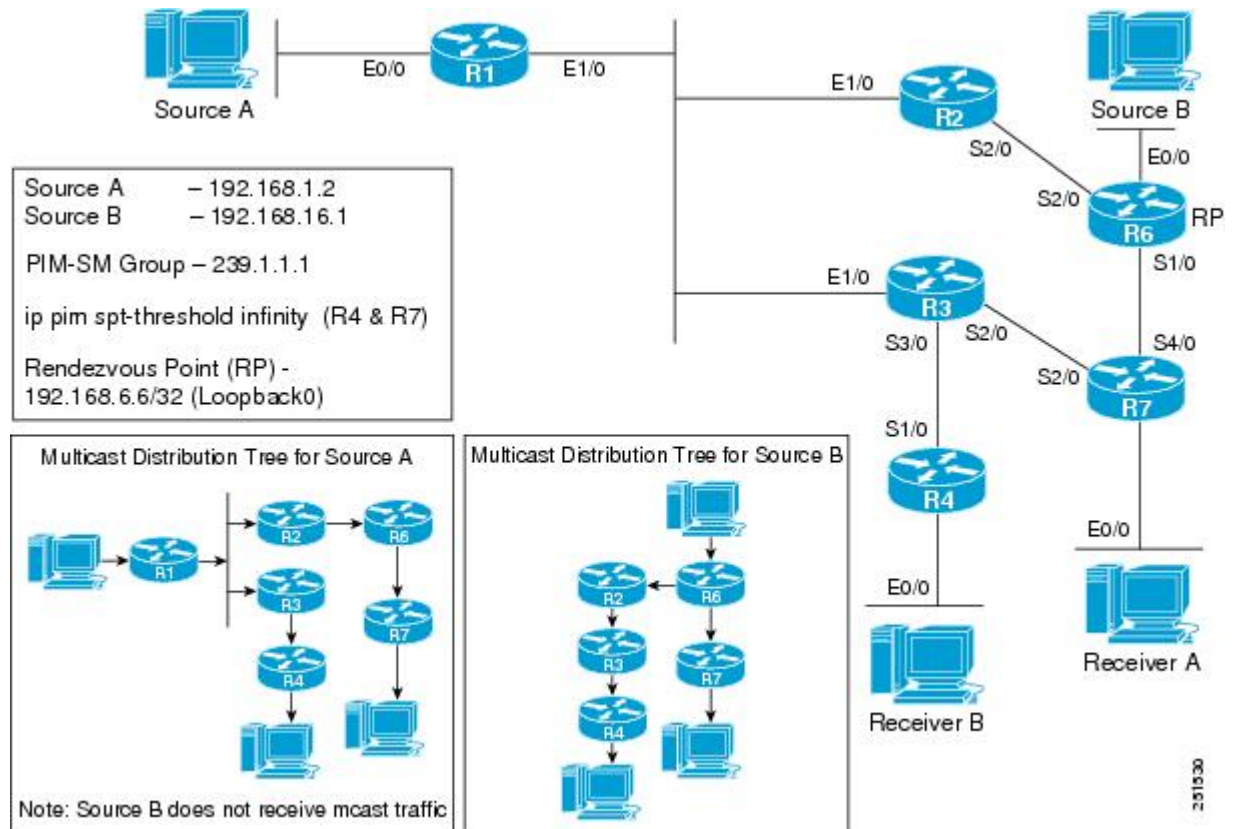 Source A
E0/0
R1
E1/0
E1/0
R2
S2/0
Source B
E0/0
S2/0
R6
RP
S1/0
E1/0
R3
S3/0
S2/0
S4/0
S2/0
R7
S1/0
R4
E0/0
Receiver B
E0/0
Receiver A
Source A – 192.168.1.2
Source B – 192.168.16.1
PIM-SM Group – 239.1.1.1
ip pim spt-threshold infinity (R4 & R7)
Rendezvous Point (RP) -
192.168.6.6/32 (Loopback0)
Multicast Distribution Tree for Source A
R1
R2
R6
R3
R7
R4
Note: Source B does not receive mcast traffic
Multicast Distribution Tree for Source B
R2
R6
R3
R7
R4
251530